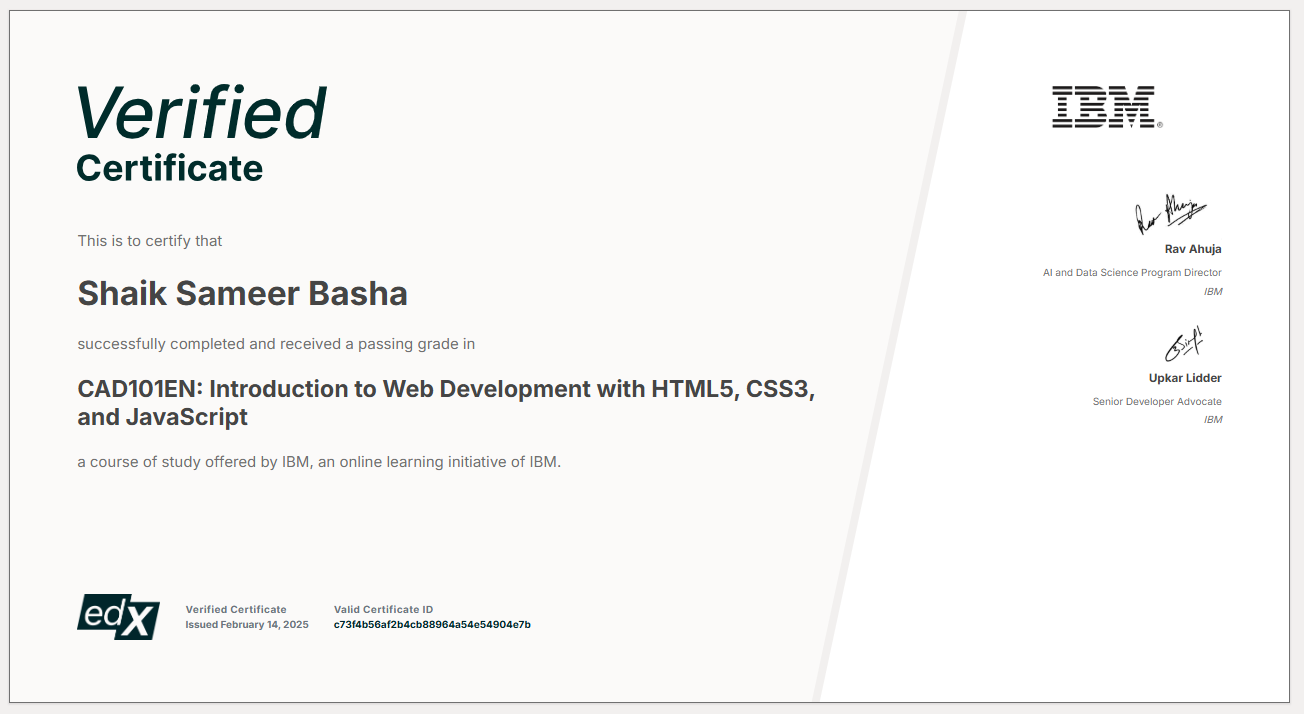 Verified
Certificate
This is to certify that
Shaik Sameer Basha
successfully completed and received a passing grade in
CAD101EN: Introduction to Web Development with HTML5, CSS3,
and JavaScript
a course of study offered by IBM, an online learning initiative of IBM.
edX
Verified Certificate
Issued February 14, 2025
Valid Certificate ID
c73f4b56af2b4cb88964a54e54904e7b
IBM®
Rav Ahuja
Rav Ahuja
AI and Data Science Program Director
IBM
Upkar Lidder
Senior Developer Advocate
IBM